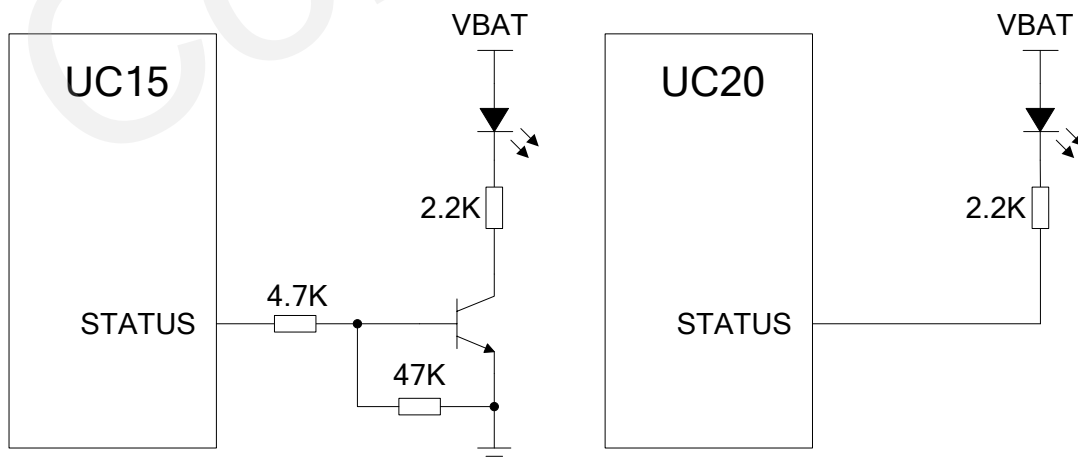 VBAT
UC15
2.2K
4.7K
STATUS
47K
VBAT
UC20
2.2K
STATUS